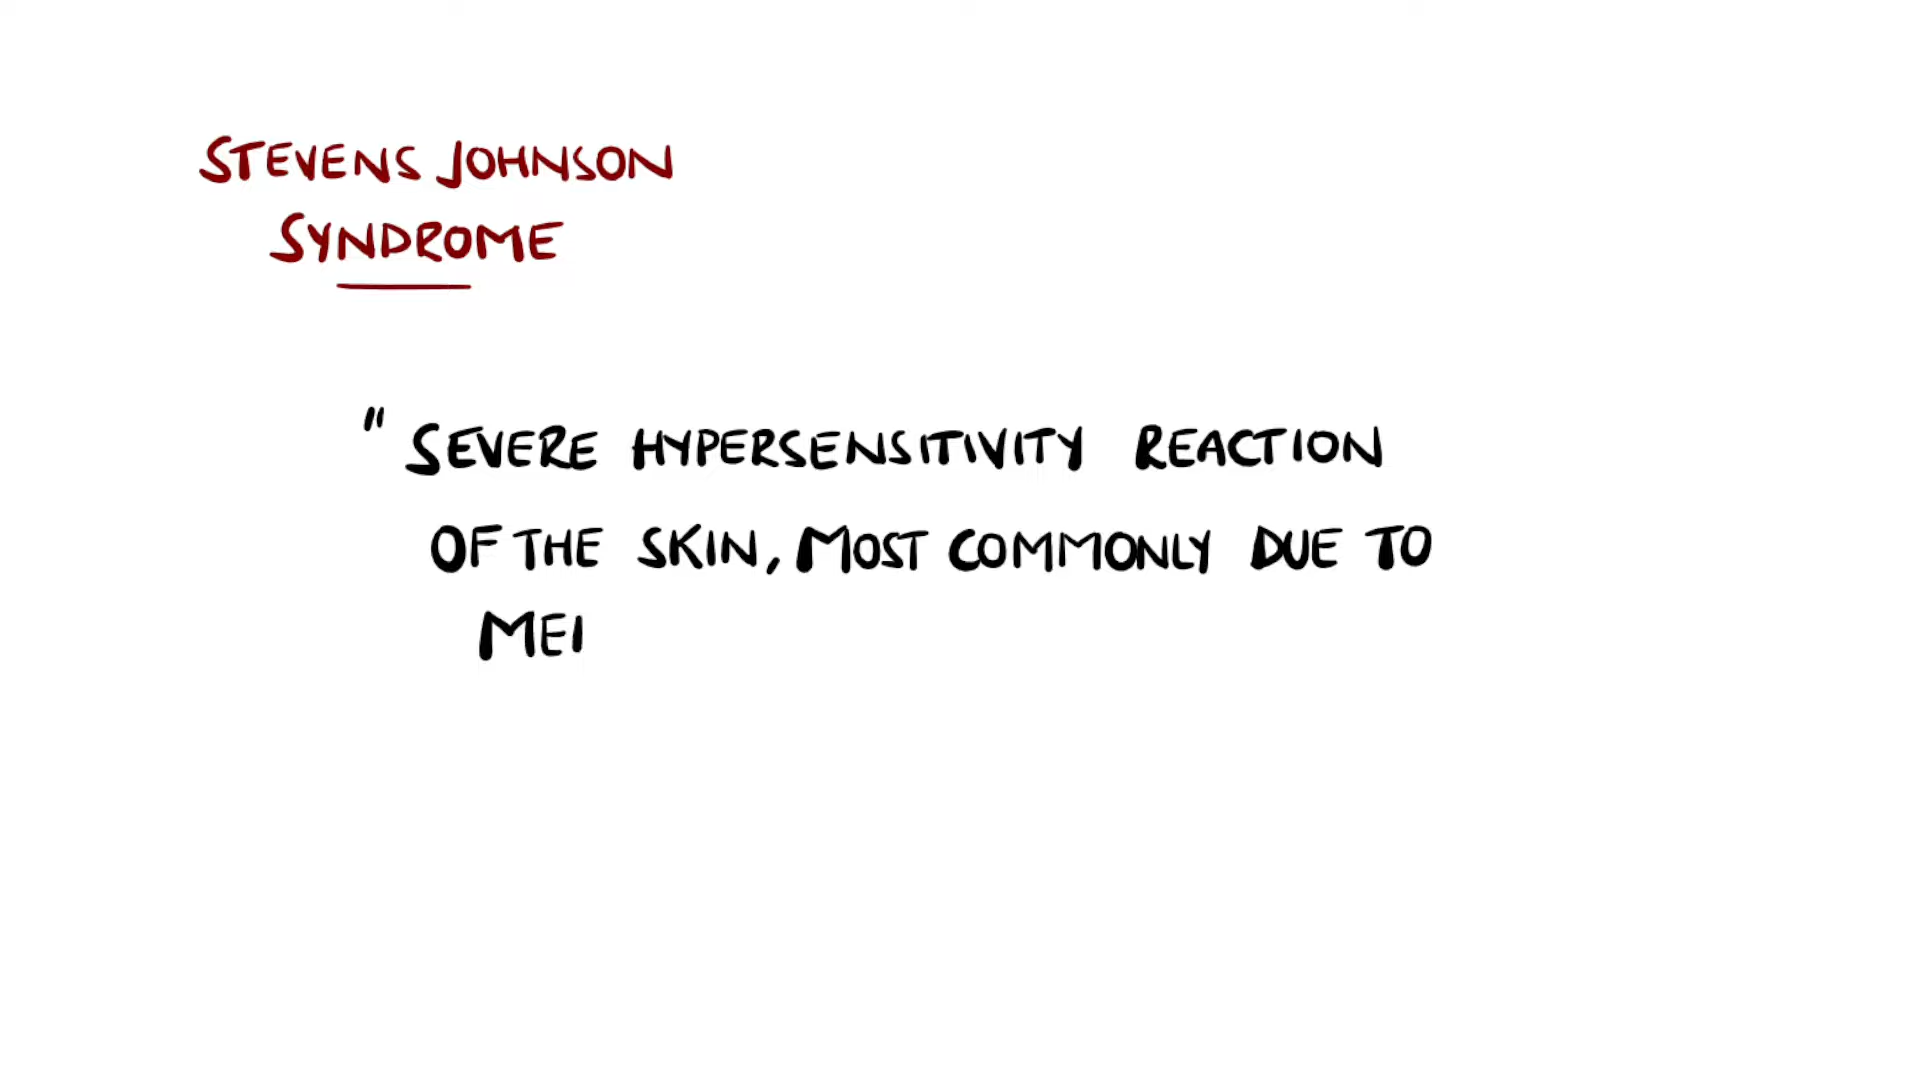 STEVENS JOHNSON
SYNDROME
" SEVERE HYPERSENSITIVITY REACTION
OF THE SKIN, MOST COMMONLY DUE TO
MEI